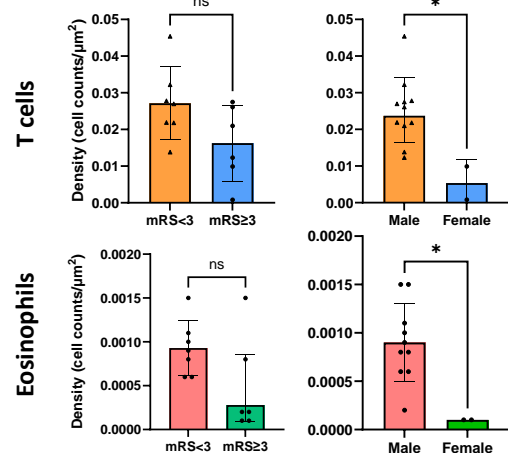 ns
*
T cells
Density (cell counts/μm²)
0.05
0.04
0.03
0.02
0.01
0.00
mRS<3
mRS≥3
0.05
0.04
0.03
0.02
0.01
0.00
Male
Female
Eosinophils
Density (cell counts/μm²)
0.0020
0.0015
0.0010
0.0005
0.0000
ns
mRS<3
mRS≥3
0.0020
0.0015
0.0010
0.0005
0.0000
*
Male
Female